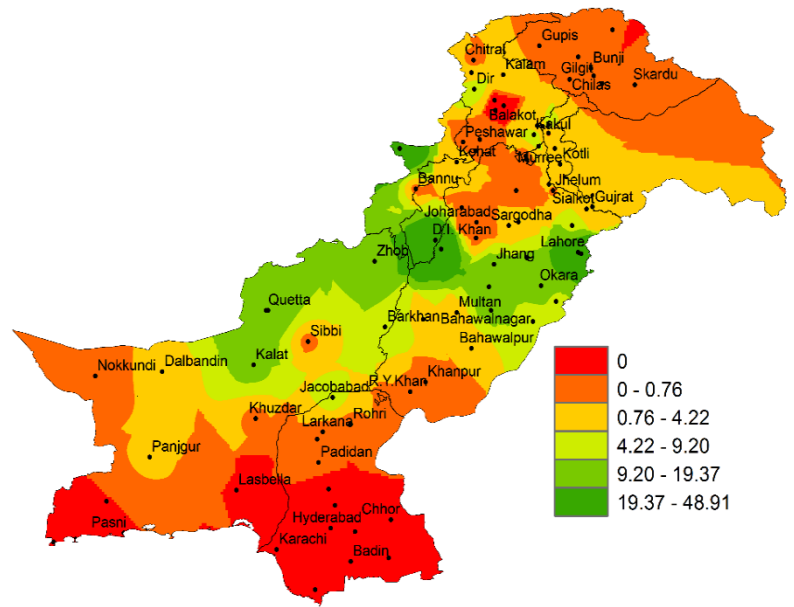 Gupis
Chitral
Kalam
Bunji
Gilgi
Dir
Chilas
Skardu
Balakot
Kakul
Peshawar
Kohat
Murree
Kotli
Bannu
Jhelum
Sialkot
Gujrat
Joharabad
Sargodha
D.I. Khan
Lahore
Zhob
Jhang
Okara
Quetta
Multan
Barkhan
Bahawalnagar
Sibbi
Bahawalpur
Nokkundi
Dalbandin
Kalat
R.Y.Khan
Khanpur
Jacobabad
Khuzdar
Rohri
Larkana
Panjgur
Padidan
Lasbella
Pasni
Hyderabad
Chhor
Karachi
Badin
0
0 - 0.76
0.76 - 4.22
4.22 - 9.20
9.20 - 19.37
19.37 - 48.91